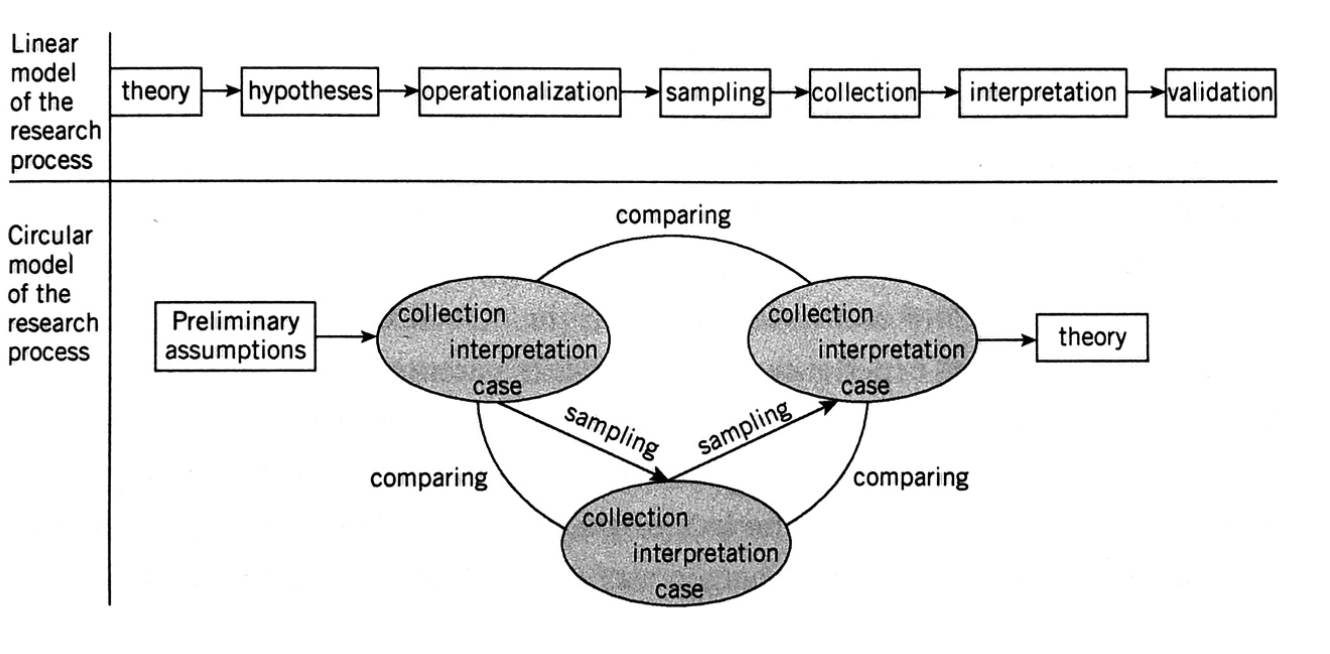 Linear
model
of the
research
process
theory
hypotheses
operationalization
sampling
collection
interpretation
validation
Circular
model
of the
research
process
Preliminary
assumptions
comparing
collection
interpretation
case
collection
interpretation
case
theory
sampling
sampling
comparing
comparing
collection
interpretation
case